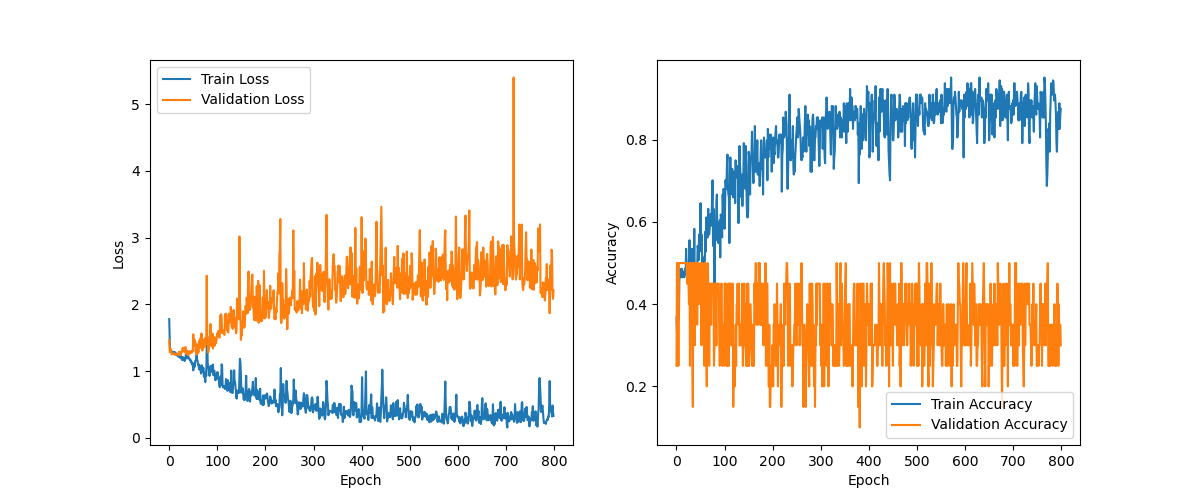 Train Loss
Validation Loss
Loss
5
4
3
2
1
0
0 100 200 300 400 500 600 700 800
Epoch
Accuracy
0.8
0.6
0.4
0.2
Train Accuracy
Validation Accuracy
0 100 200 300 400 500 600 700 800
Epoch